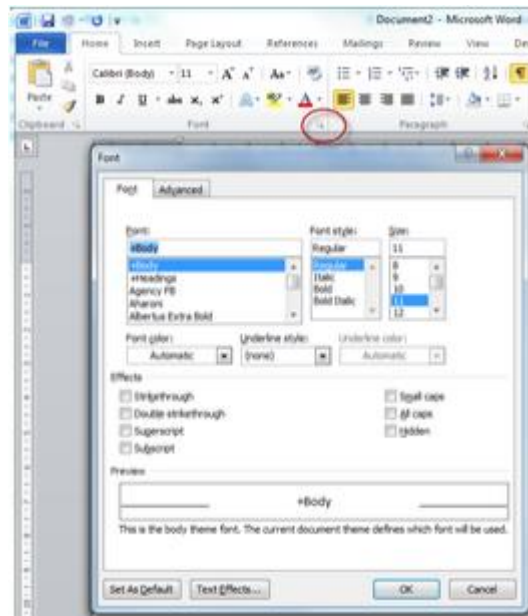 Document2 - Microsoft Word
File Home Insert Page Layout References Mailings Review View De
Calibri (Body) 11 A A Aa
Paste B I U abc x, x² A
Clipboard Font Paragraph
Font
Font Advanced
Font: Font style: Size:
+Body Regular 11
+Body Regular 8
+Headings Italic 9
Agency FB Bold 10
Aharoni Bold Italic 11
Albertus Extra Bold 12
Font color: Underline style: Underline color:
Automatic (none) Automatic
Effects
Strikethrough Small caps
Double strikethrough All caps
Superscript Hidden
Subscript
Preview
+Body
This is the body theme font. The current document theme defines which font will be used.
Set As Default Text Effects... OK Cancel